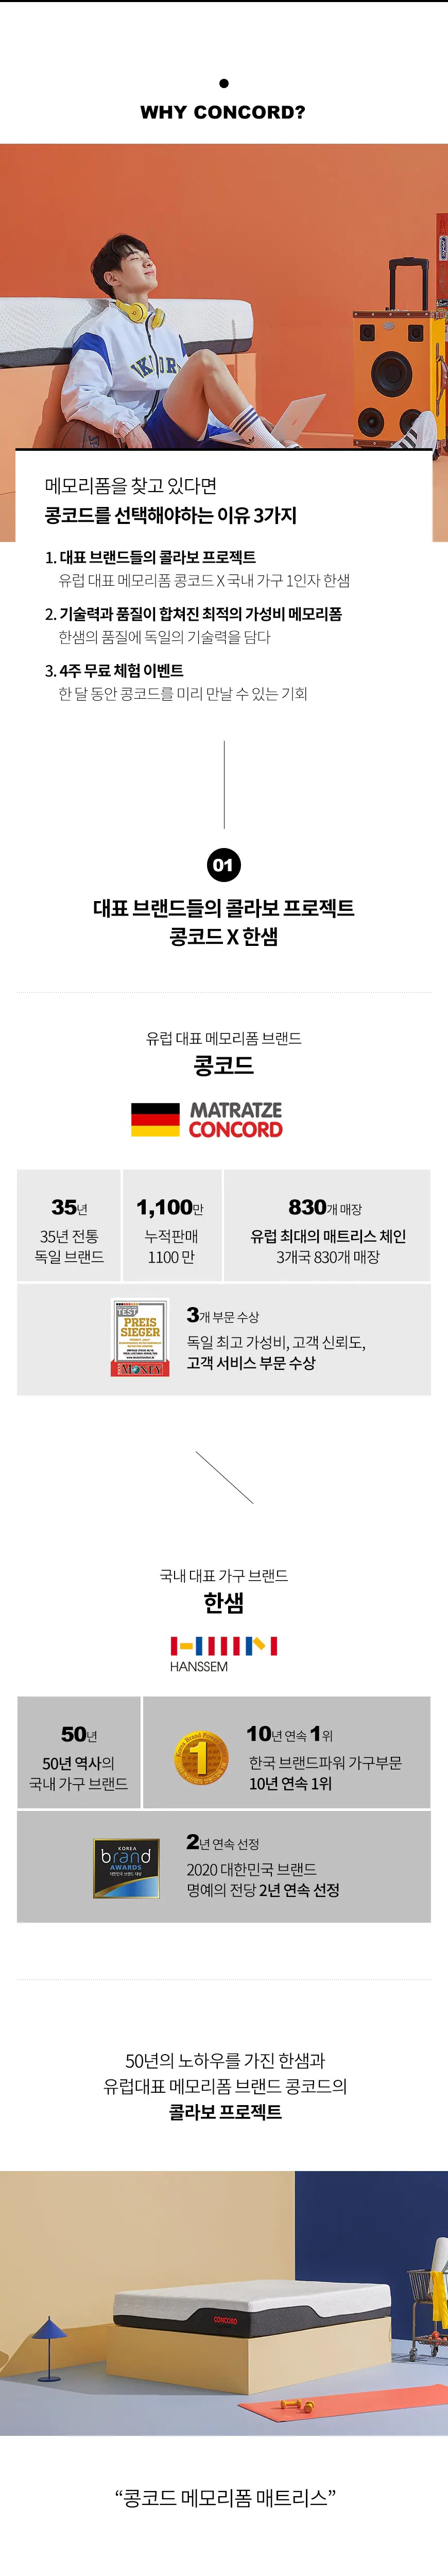 WHY CONCORD?
메모리폼을 찾고 있다면
콩코드를 선택해야하는 이유 3가지
1. 대표 브랜드들의 콜라보 프로젝트
유럽 대표 메모리폼 콩코드 X 국내 가구 1인자 한샘
2. 기술력과 품질이 합쳐진 최적의 가성비 메모리폼
한샘의 품질에 독일의 기술력을 담다
3. 4주 무료 체험 이벤트
한 달 동안 콩코드를 미리 만날 수 있는 기회
01
대표 브랜드들의 콜라보 프로젝트
콩코드 X 한샘
유럽 대표 메모리폼 브랜드
콩코드
MATRATZE
CONCORD
35년
35년 전통
독일 브랜드
1,100만
누적판매
1100 만
830개 매장
유럽 최대의 매트리스 체인
3개국 830개 매장
TEST
PREIS
SIEGER
MONEY
3개 부문 수상
독일 최고 가성비, 고객 신뢰도,
고객 서비스 부문 수상
국내 대표 가구 브랜드
한샘
HANSSEM
50년
50년 역사의
국내 가구 브랜드
1
10년 연속 1위
한국 브랜드파워 가구부문
10년 연속 1위
KOREA
brand
AWARDS
대한민국 브랜드 대상
2년 연속 선정
2020 대한민국 브랜드
명예의 전당 2년 연속 선정
50년의 노하우를 가진 한샘과
유럽대표 메모리폼 브랜드 콩코드의
콜라보 프로젝트
CONCORD
“콩코드 메모리폼 매트리스”